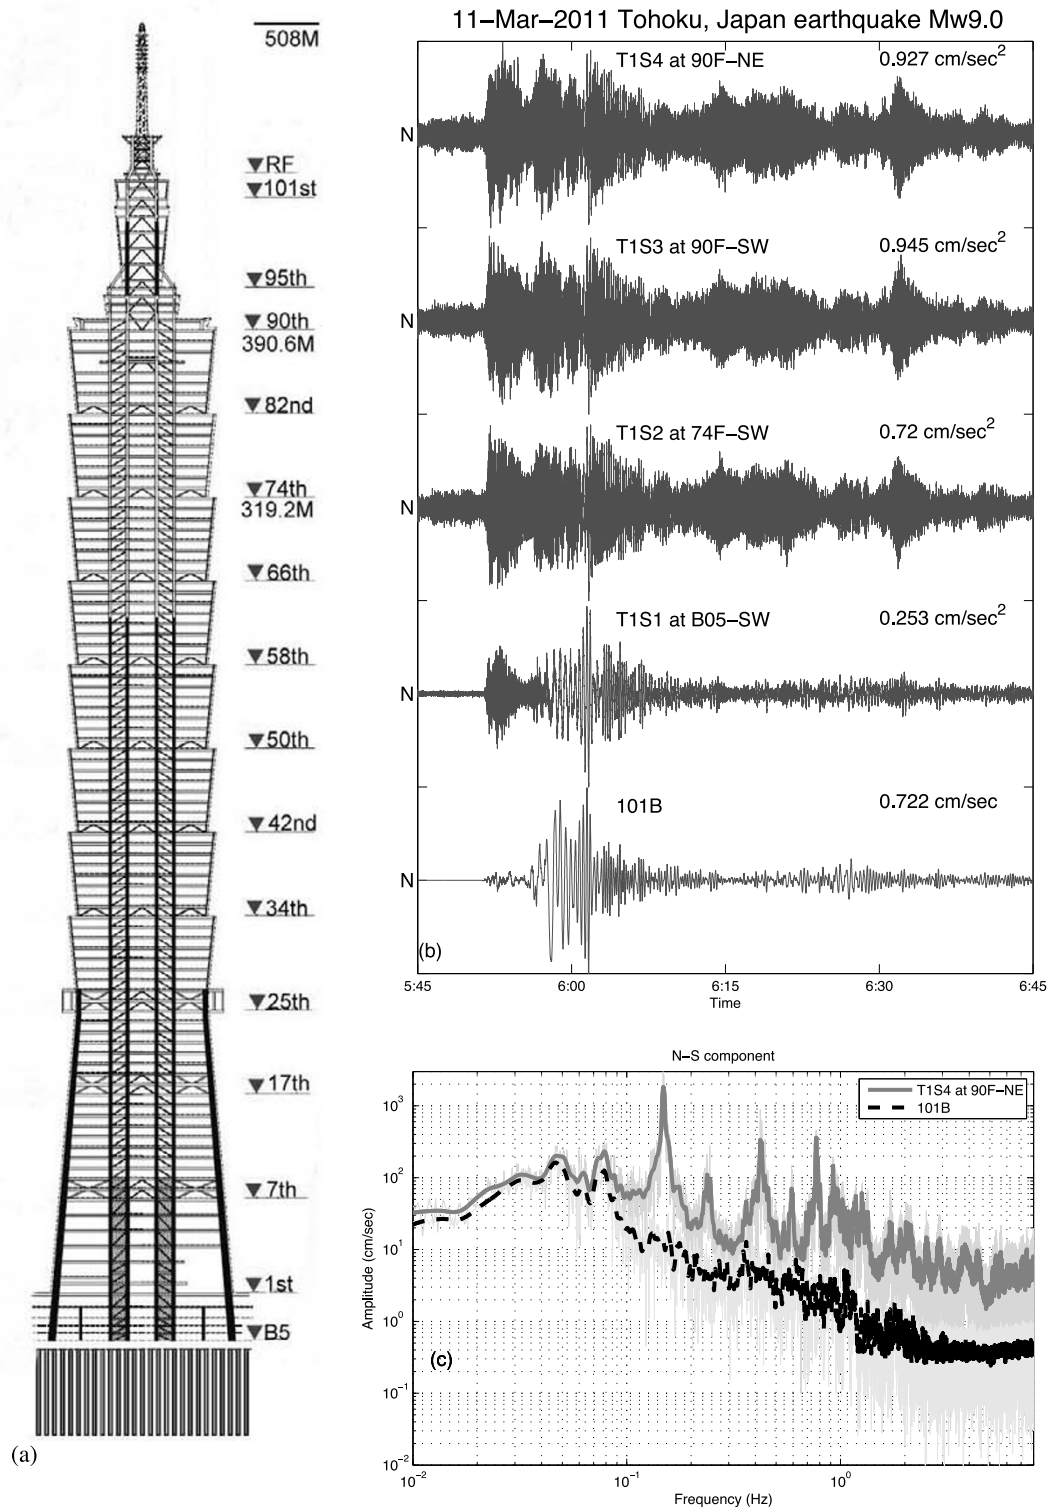 508M
▼RF
▼101st
▼95th
▼90th
390.6M
▼82nd
▼74th
319.2M
▼66th
▼58th
▼50th
▼42nd
▼34th
▼25th
▼17th
▼7th
▼1st
▼B5
(a)
11−Mar−2011 Tohoku, Japan earthquake Mw9.0
T1S4 at 90F−NE 0.927 cm/sec²
N
T1S3 at 90F−SW 0.945 cm/sec²
N
T1S2 at 74F−SW 0.72 cm/sec²
N
T1S1 at B05−SW 0.253 cm/sec²
N
101B 0.722 cm/sec
N
(b)
5:45 6:00 6:15 6:30 6:45
Time
N−S component
T1S4 at 90F−NE
101B
10³
10²
10¹
10⁰
10⁻¹
10⁻²
Amplitude (cm/sec)
(c)
10⁻² 10⁻¹ 10⁰
Frequency (Hz)